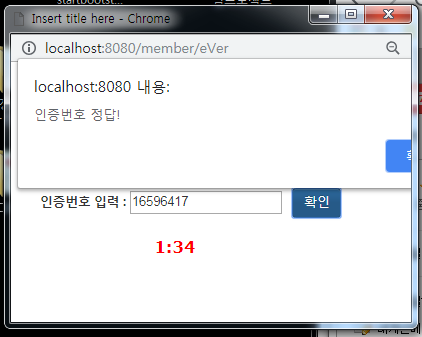 startbootst...
Insert title here - Chrome
localhost:8080/member/eVer
localhost:8080 내용:
인증번호 정답!
인증번호 입력 : 16596417 확인
1:34